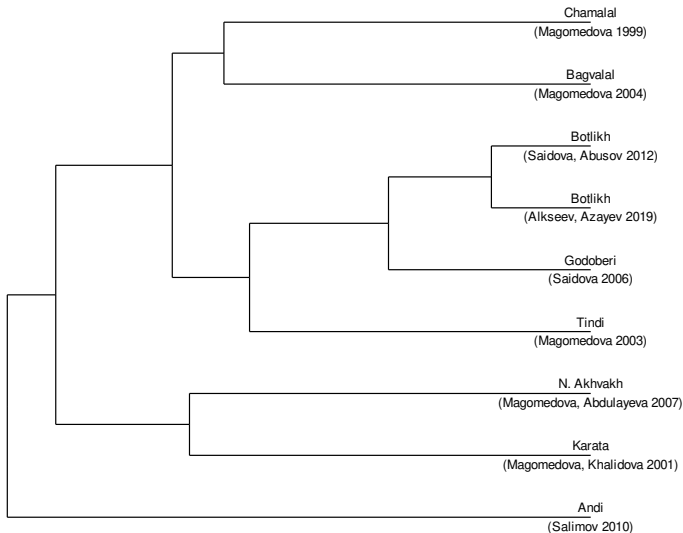 Chamalal
(Magomedova 1999)
Bagvalal
(Magomedova 2004)
Botlikh
(Saidova, Abusov 2012)
Botlikh
(Alkseev, Azayev 2019)
Godoberi
(Saidova 2006)
Tindi
(Magomedova 2003)
N. Akhvakh
(Magomedova, Abdulayeva 2007)
Karata
(Magomedova, Khalidova 2001)
Andi
(Salimov 2010)